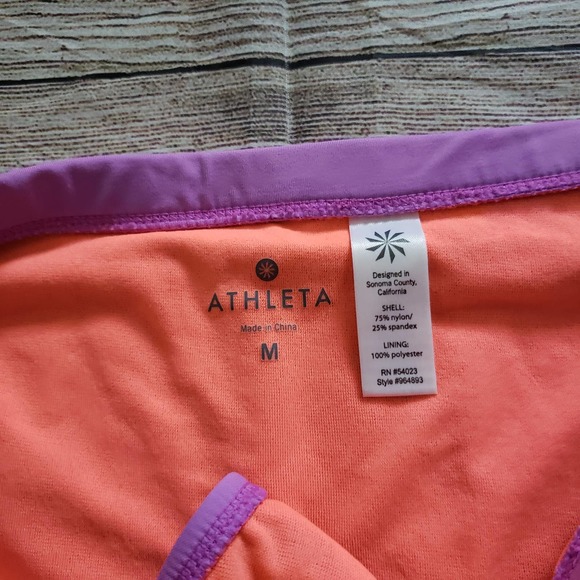 ATHLETA
Made in China
M
Designed in
Sonoma County,
California
SHELL:
75% nylon/
25% spandex
LINING:
100% polyester
RN #54023
Style #964893